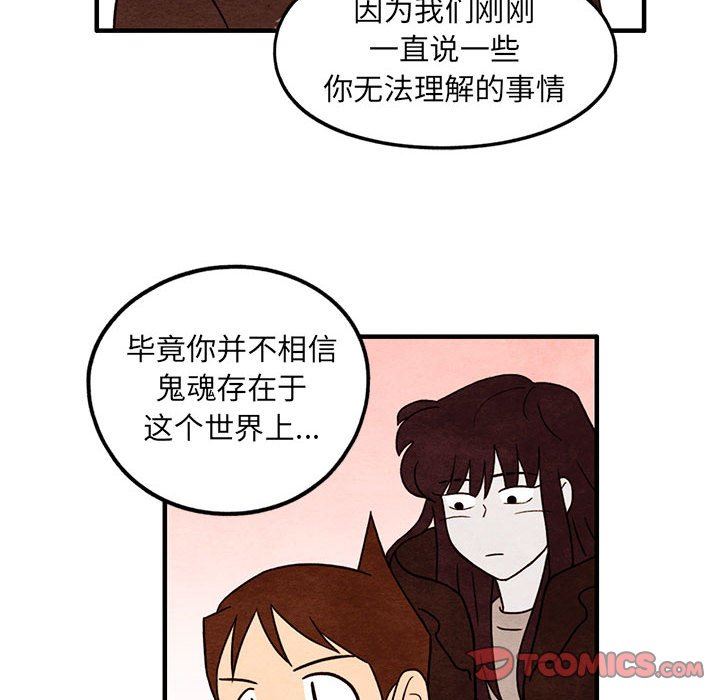 因为我们刚刚
一直说一些
你无法理解的事情
毕竟你并不相信
鬼魂存在于
这个世界上...
TOOMICS.COM